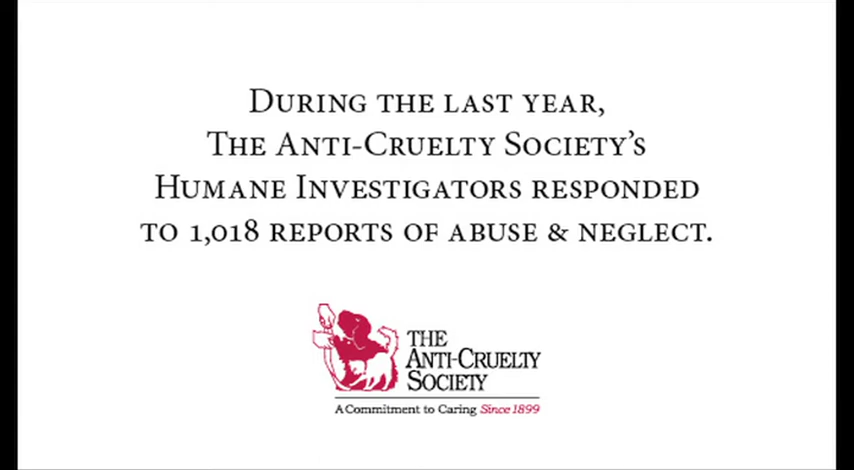 During the last year,
The Anti-Cruelty Society’s
Humane Investigators responded
to 1,018 reports of abuse & neglect.
THE
ANTI-CRUELTY
SOCIETY
A Commitment to Caring Since 1899